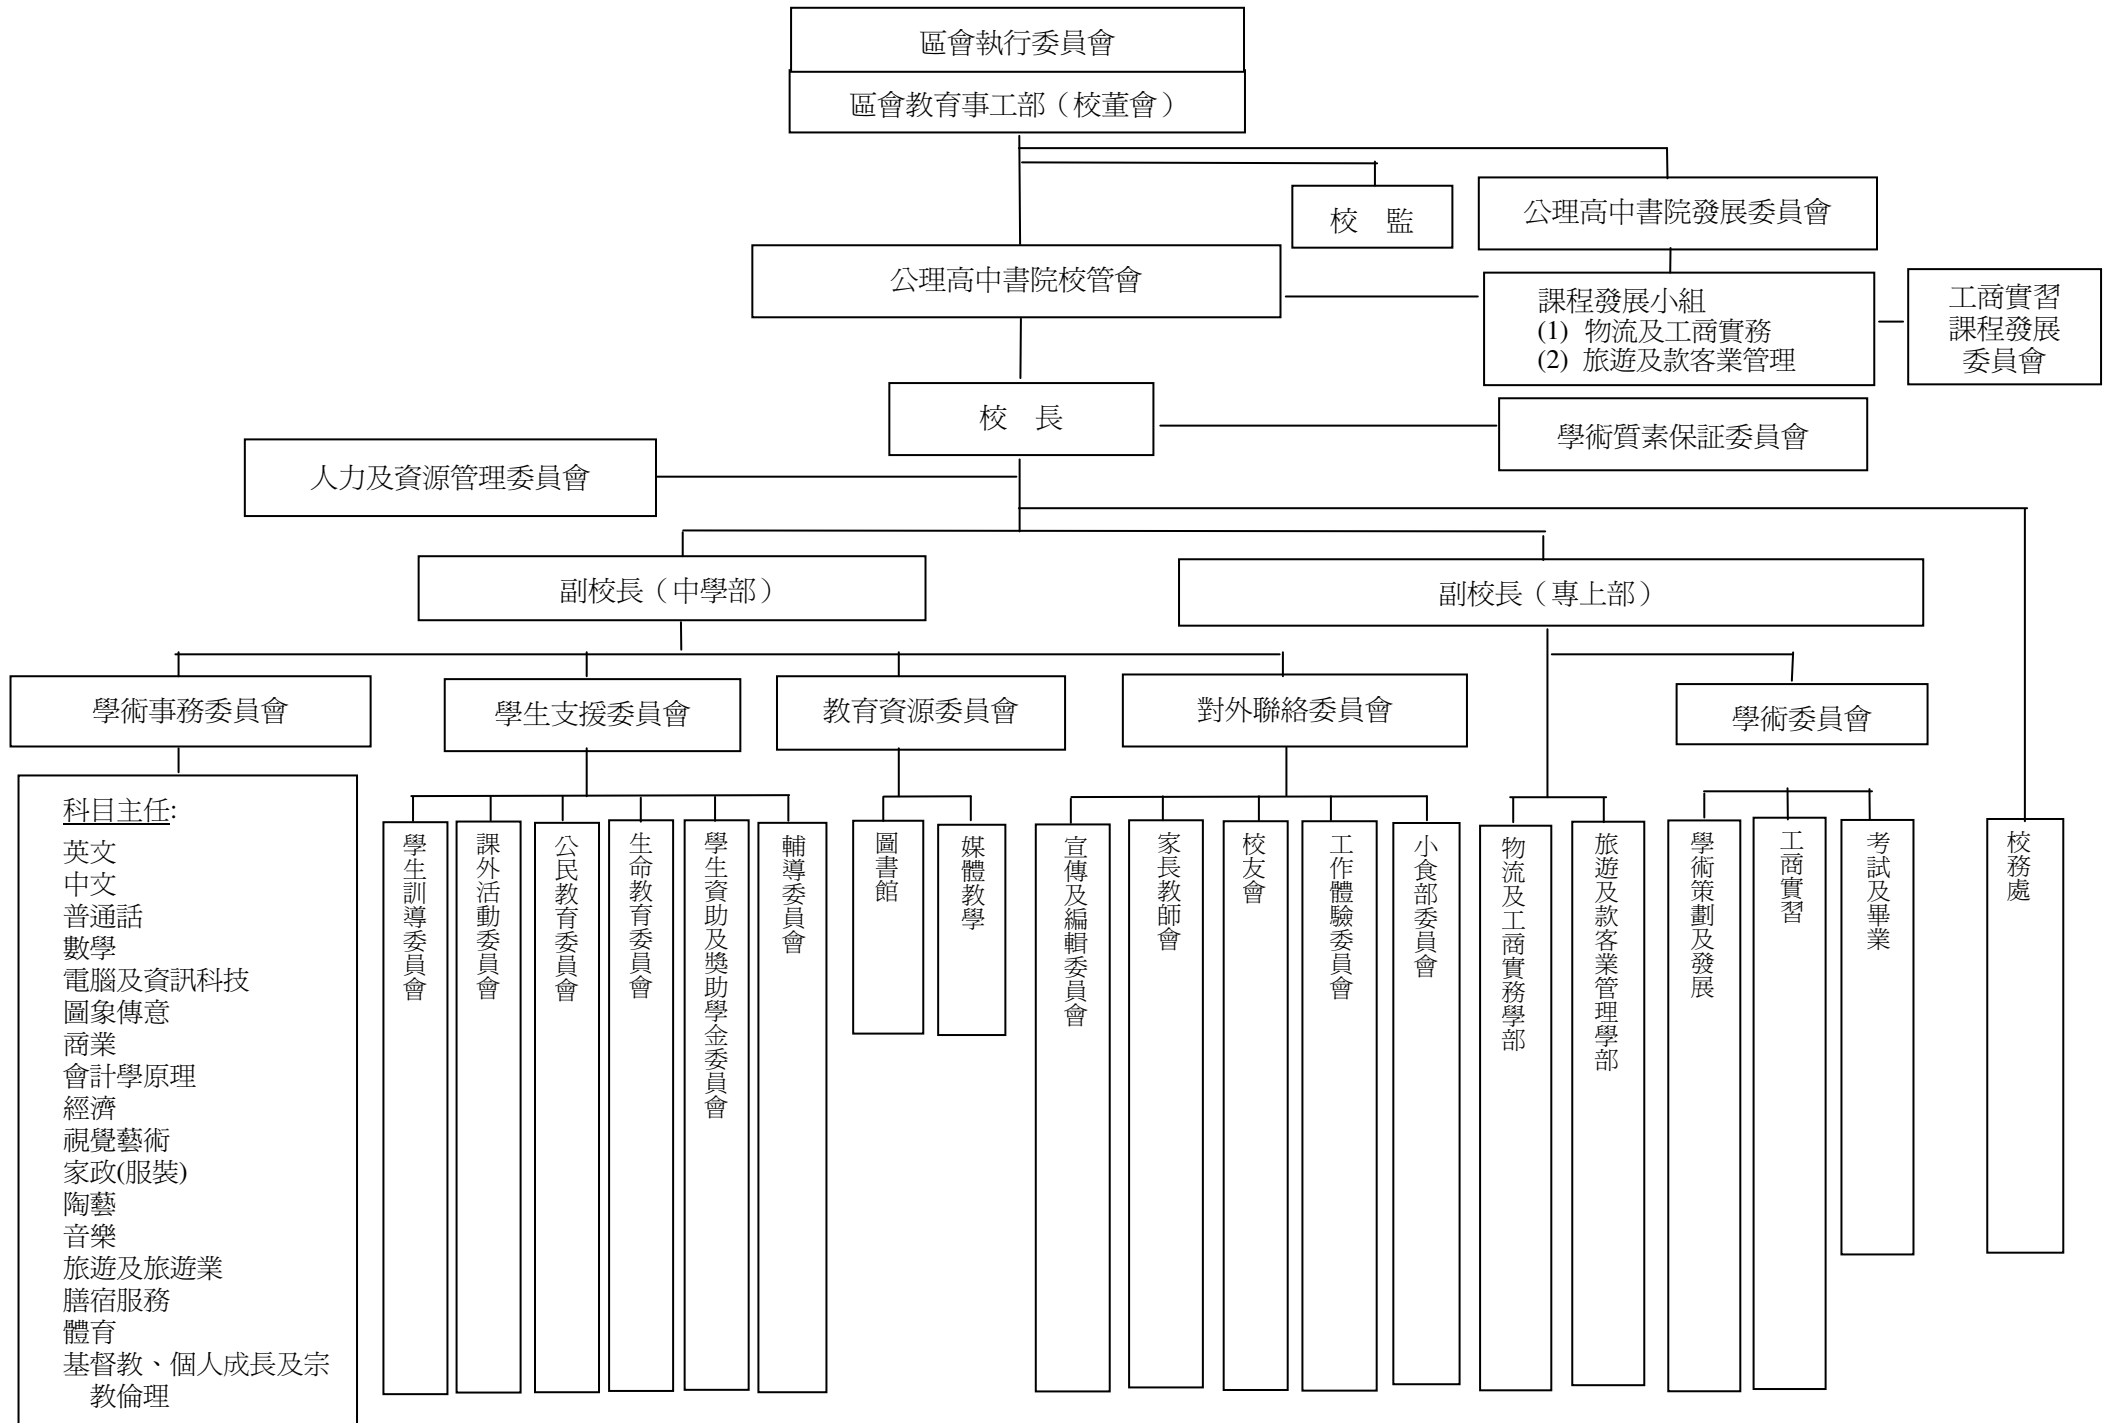 區會執行委員會
區會教育事工部（校董會）
校　監
公理高中書院發展委員會
公理高中書院校管會
課程發展小組
(1) 物流及工商實務
(2) 旅遊及款客業管理
工商實習
課程發展
委員會
校　長
學術質素保証委員會
人力及資源管理委員會
副校長（中學部）
副校長（專上部）
學術事務委員會
學生支援委員會
教育資源委員會
對外聯絡委員會
學術委員會
科目主任:
英文
中文
普通話
數學
電腦及資訊科技
圖象傳意
商業
會計學原理
經濟
視覺藝術
家政(服裝)
陶藝
音樂
旅遊及旅遊業
膳宿服務
體育
基督教、個人成長及宗
教倫理
學生訓導委員會
課外活動委員會
公民教育委員會
生命教育委員會
學生資助及獎助學金委員會
輔導委員會
圖書館
媒體教學
宣傳及編輯委員會
家長教師會
校友會
工作體驗委員會
小食部委員會
物流及工商實務學部
旅遊及款客業管理學部
學術策劃及發展
工商實習
考試及畢業
校務處